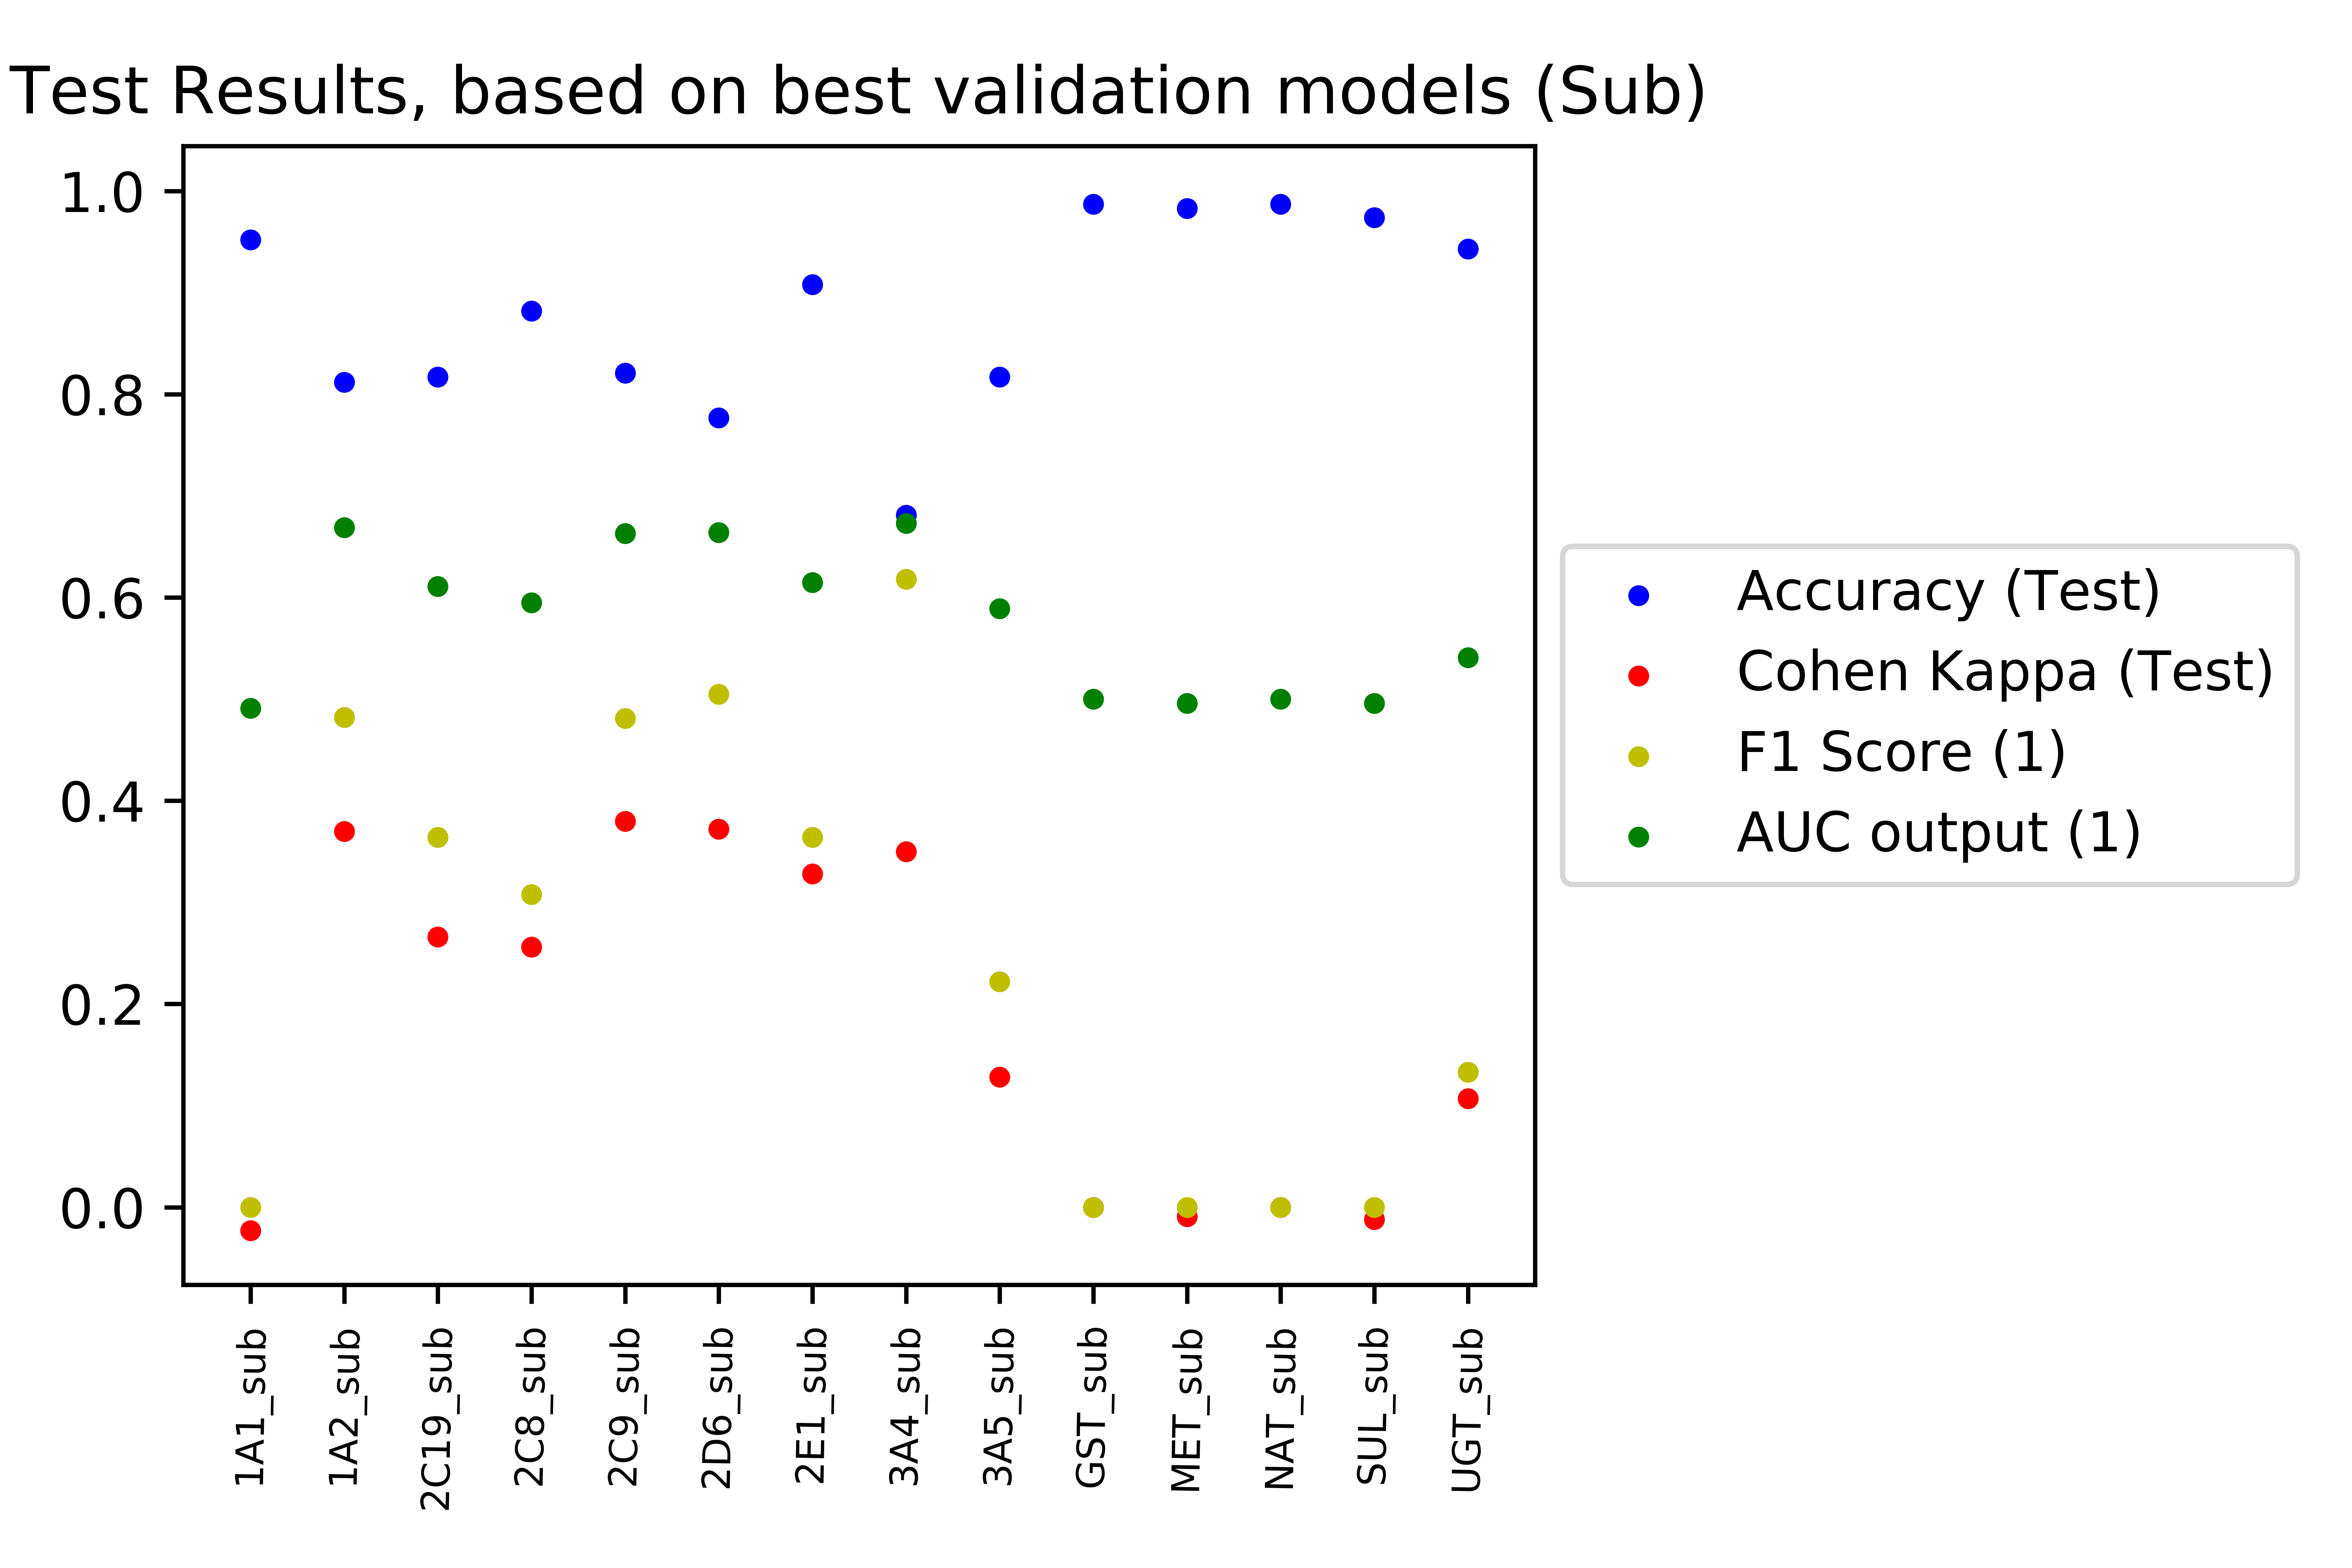 Test Results, based on best validation models (Sub)
1.0
0.8
0.6
0.4
0.2
0.0
1A1_sub
1A2_sub
2C19_sub
2C8_sub
2C9_sub
2D6_sub
2E1_sub
3A4_sub
3A5_sub
GST_sub
MET_sub
NAT_sub
SUL_sub
UGT_sub
Accuracy (Test)
Cohen Kappa (Test)
F1 Score (1)
AUC output (1)